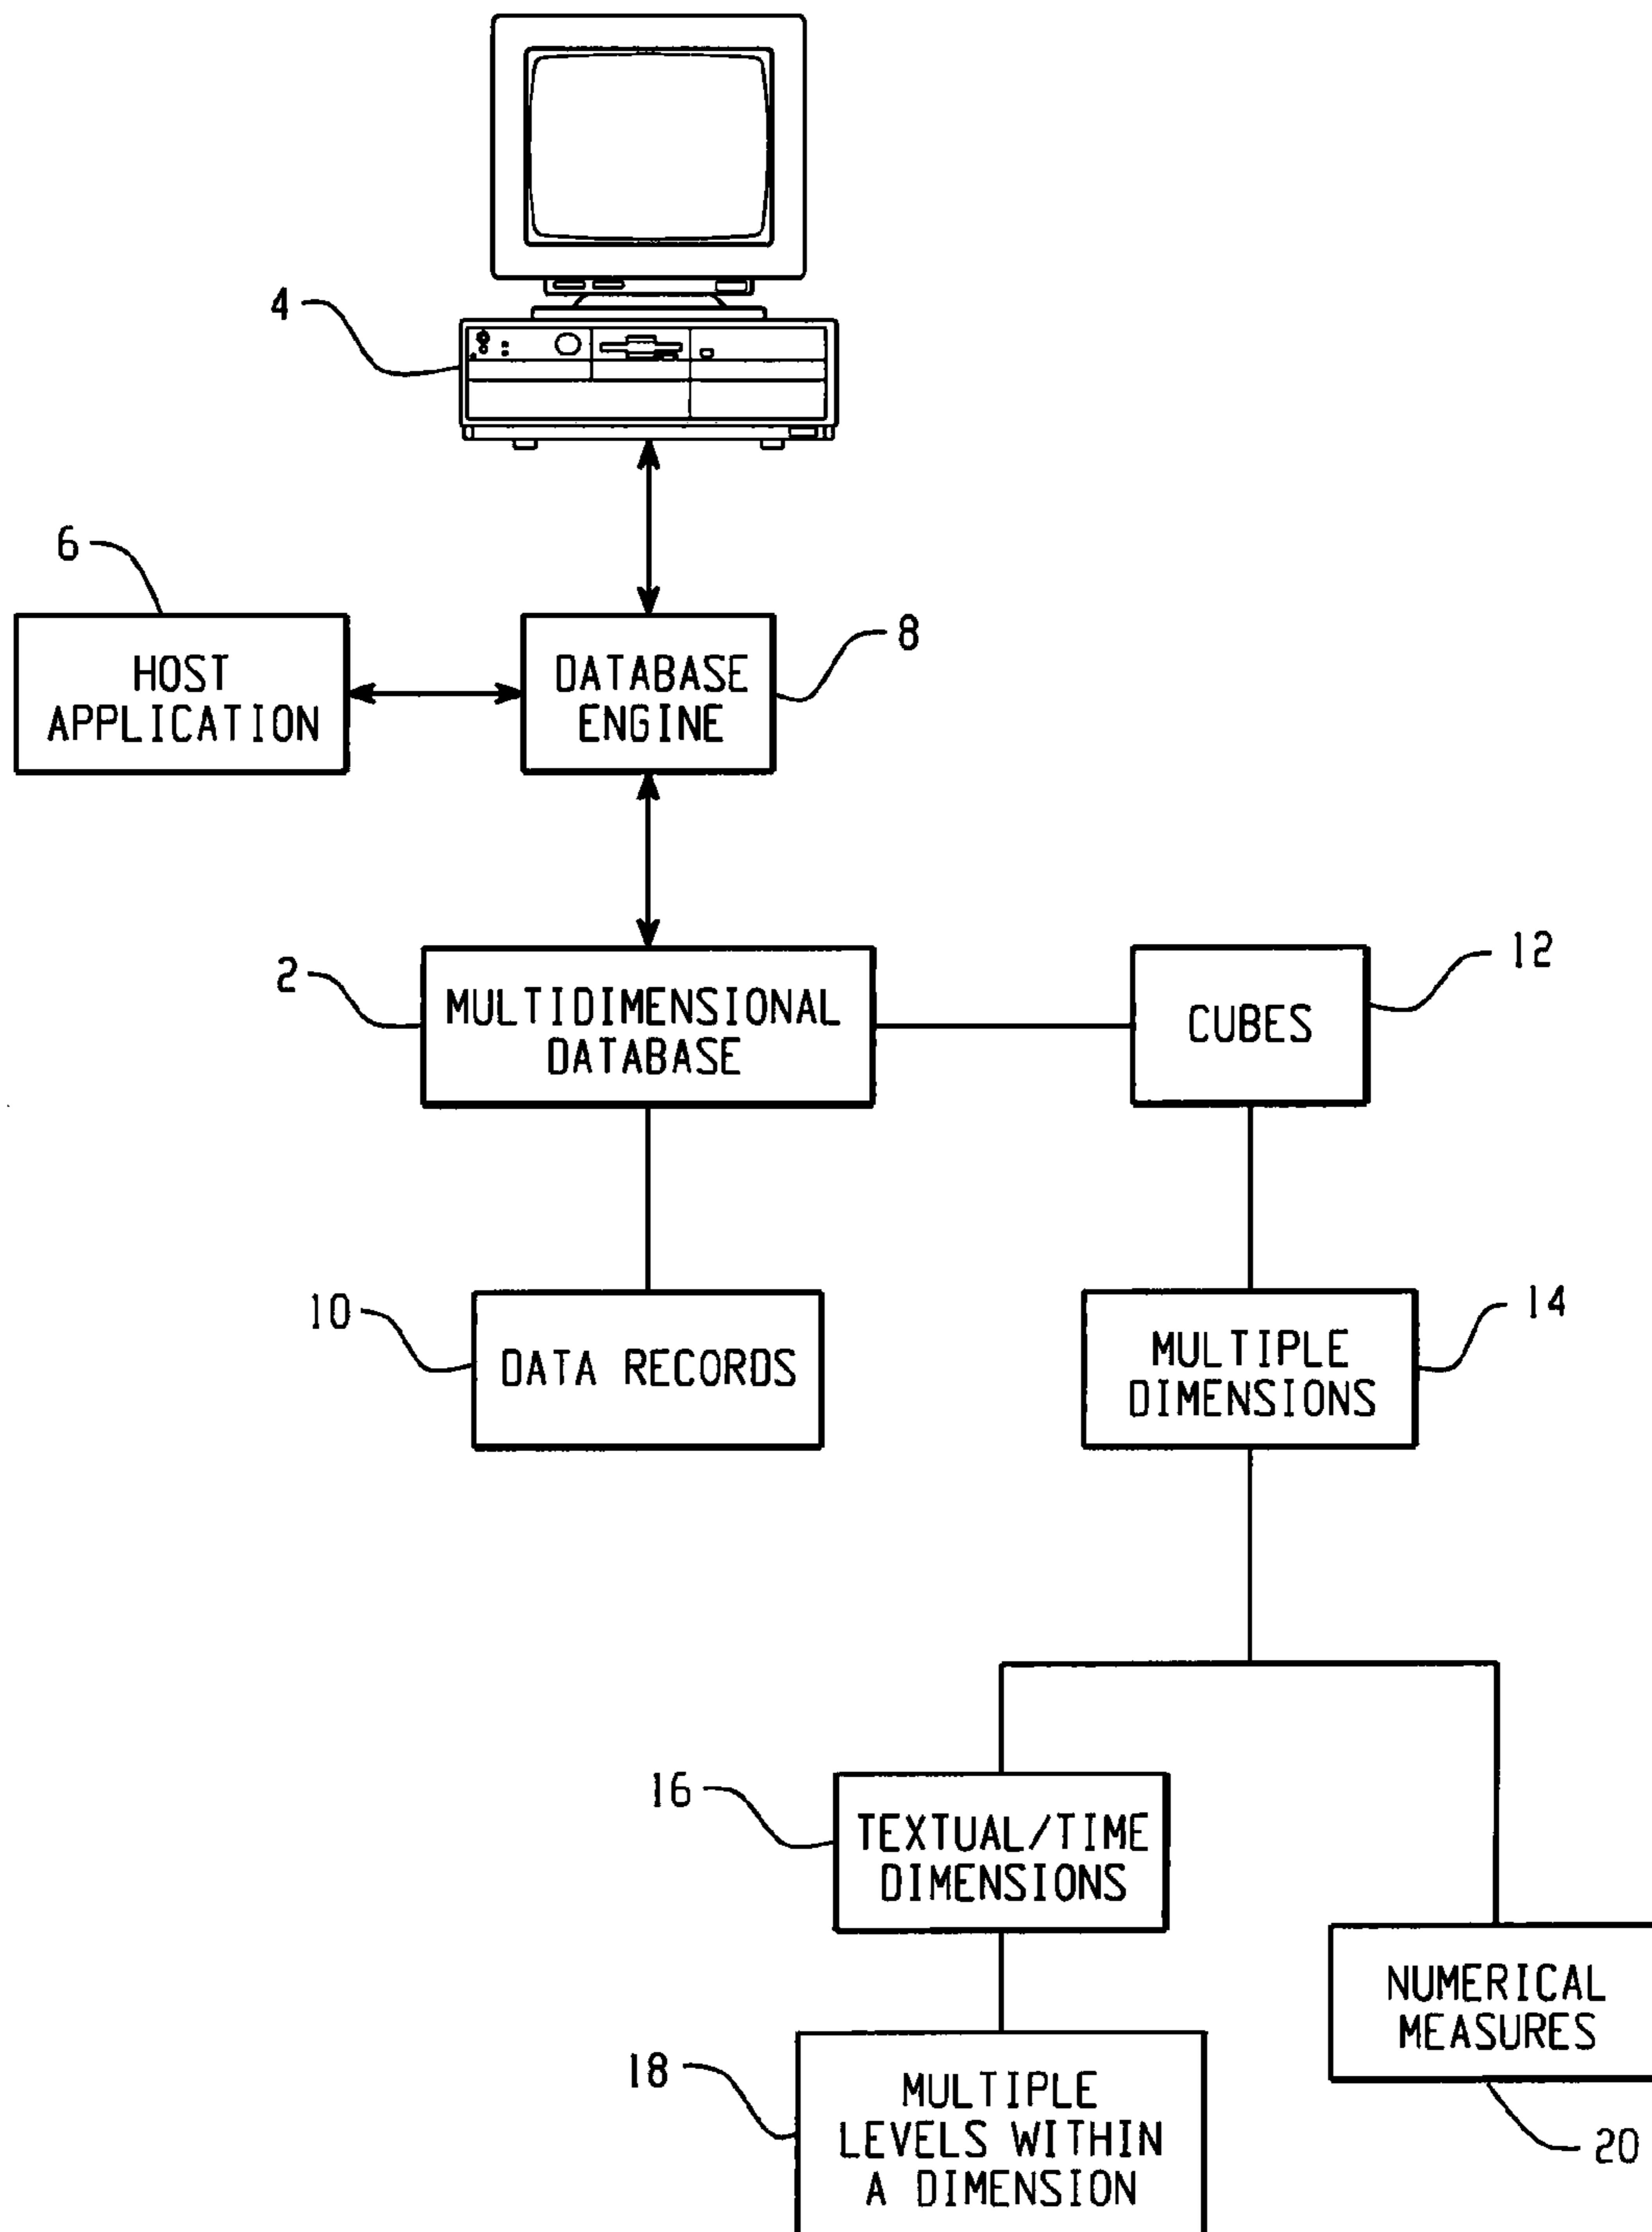 4
6
HOST
APPLICATION
DATABASE
ENGINE
8
2
MULTIDIMENSIONAL
DATABASE
CUBES
12
10
DATA RECORDS
MULTIPLE
DIMENSIONS
14
16
TEXTUAL/TIME
DIMENSIONS
NUMERICAL
MEASURES
20
18
MULTIPLE
LEVELS WITHIN
A DIMENSION